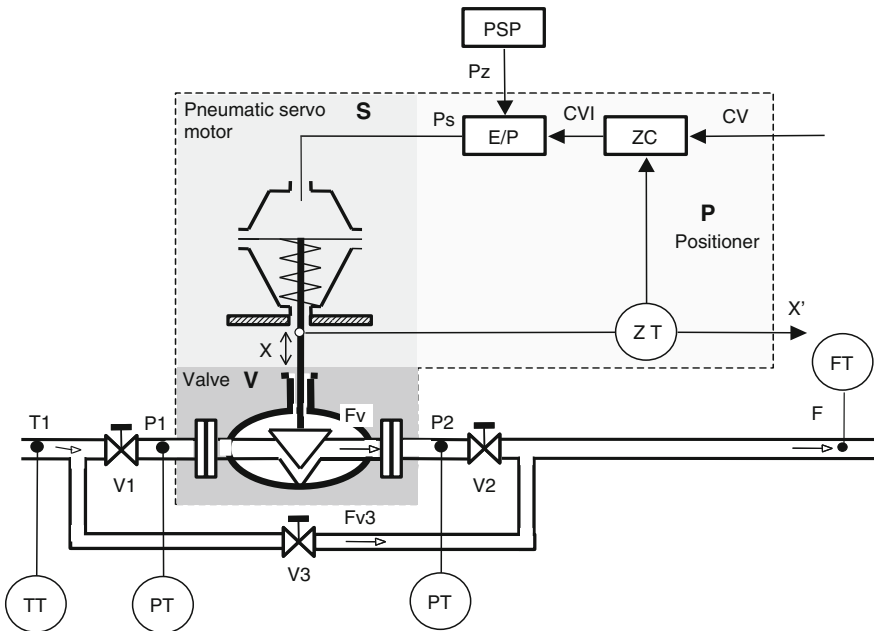 PSP
Pz
Pneumatic servo
motor
S
Ps
CVI
CV
E/P
ZC
P
Positioner
X
Z T
X'
FT
Valve V
Fv
F
T1
P1
P2
V1
V2
Fv3
V3
TT
PT
PT